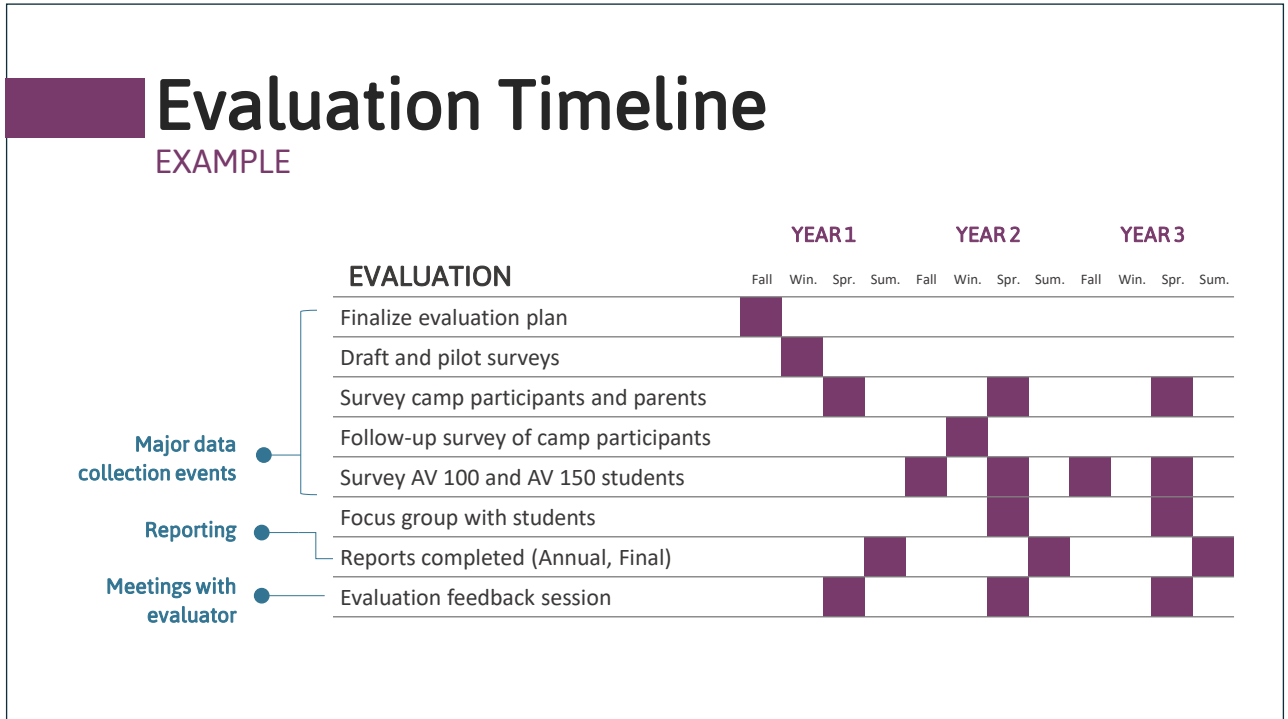 Evaluation Timeline
EXAMPLE
YEAR 1 YEAR 2 YEAR 3
EVALUATION Fall Win. Spr. Sum. Fall Win. Spr. Sum. Fall Win. Spr. Sum.
Finalize evaluation plan
Draft and pilot surveys
Survey camp participants and parents
Follow-up survey of camp participants
Survey AV 100 and AV 150 students
Focus group with students
Reports completed (Annual, Final)
Evaluation feedback session
Major data
collection events
Reporting
Meetings with
evaluator